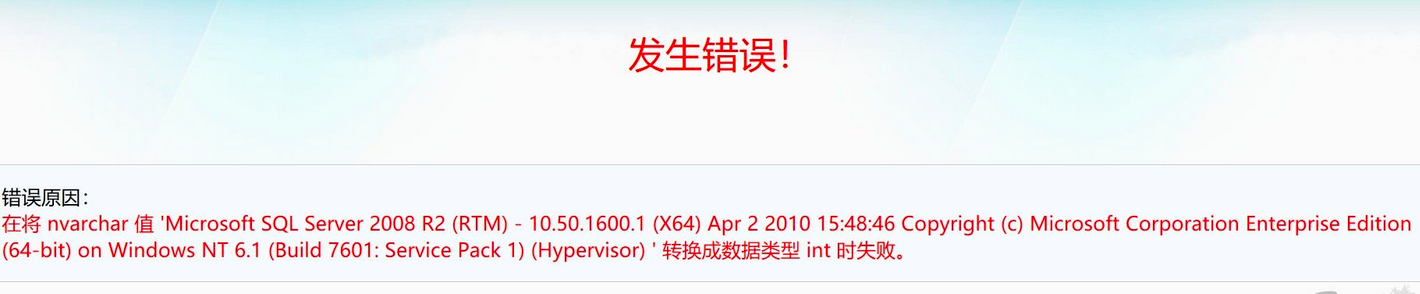 发生错误！
错误原因：
在将 nvarchar 值 'Microsoft SQL Server 2008 R2 (RTM) - 10.50.1600.1 (X64) Apr 2 2010 15:48:46 Copyright (c) Microsoft Corporation Enterprise Edition
(64-bit) on Windows NT 6.1 (Build 7601: Service Pack 1) (Hypervisor) ' 转换成数据类型 int 时失败。